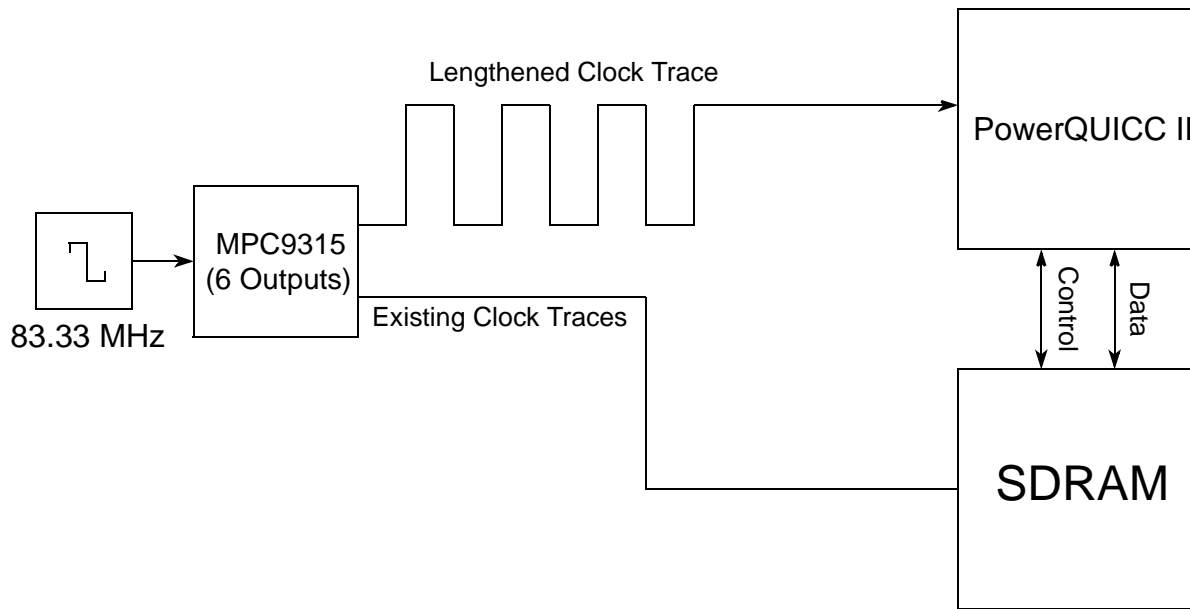 Lengthened Clock Trace
PowerQUICC II
MPC9315
(6 Outputs)
83.33 MHz
Existing Clock Traces
Control
Data
SDRAM